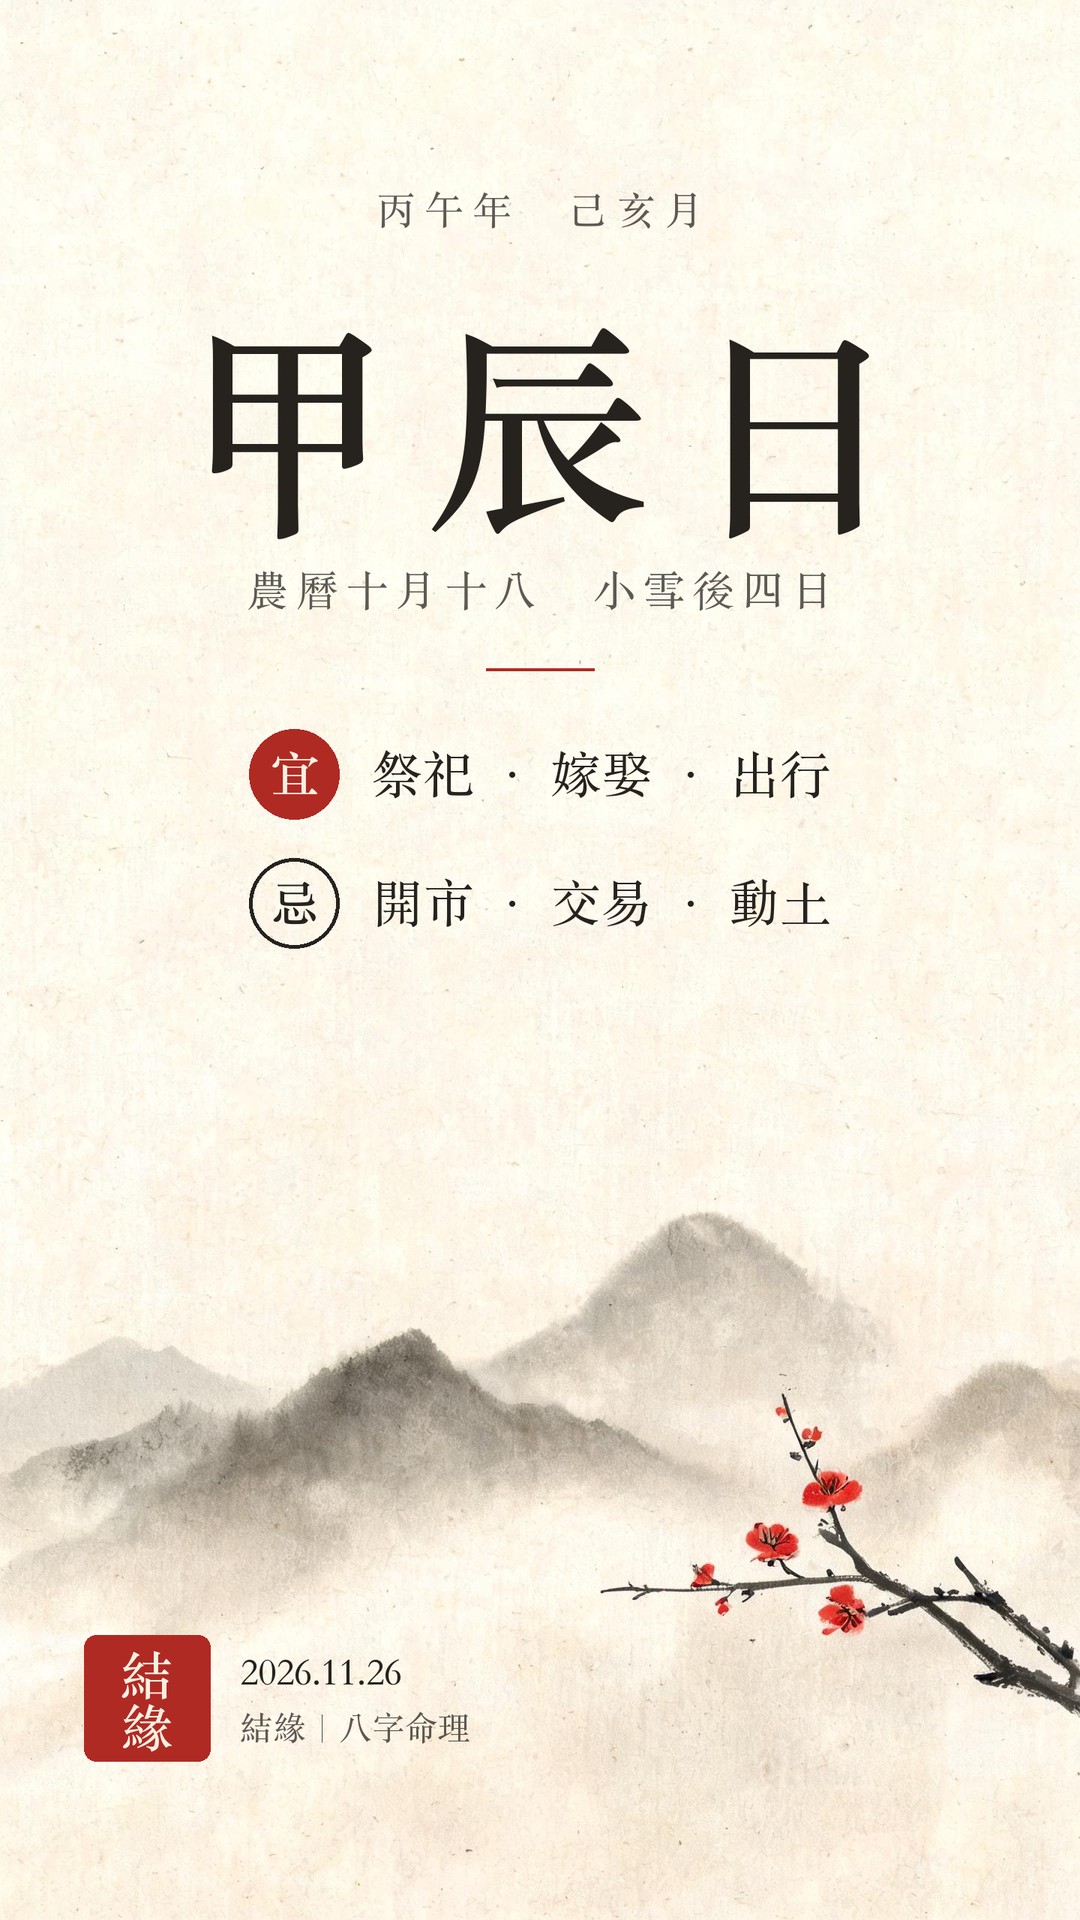 丙午年　己亥月
甲辰日
農曆十月十八　小雪後四日
宜 祭祀 · 嫁娶 · 出行
忌 開市 · 交易 · 動土
結緣
2026.11.26
結緣｜八字命理